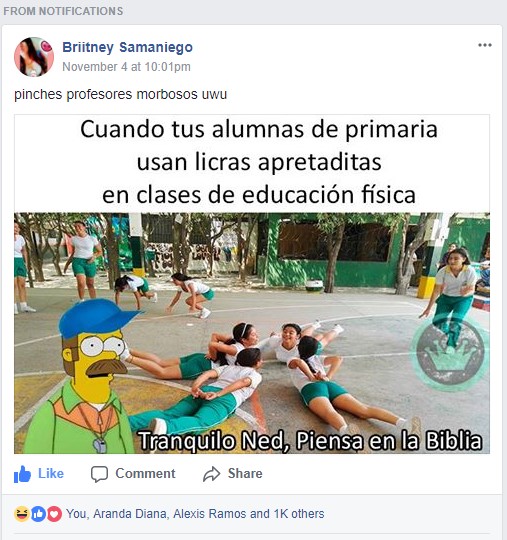 FROM NOTIFICATIONS
Briitney Samaniego
November 4 at 10:01pm
pinches profesores morbosos uwu
Cuando tus alumnas de primaria
usan licras apretaditas
en clases de educación física
Tranquilo Ned, Piensa en la Biblia
Like Comment Share
You, Aranda Diana, Alexis Ramos and 1K others